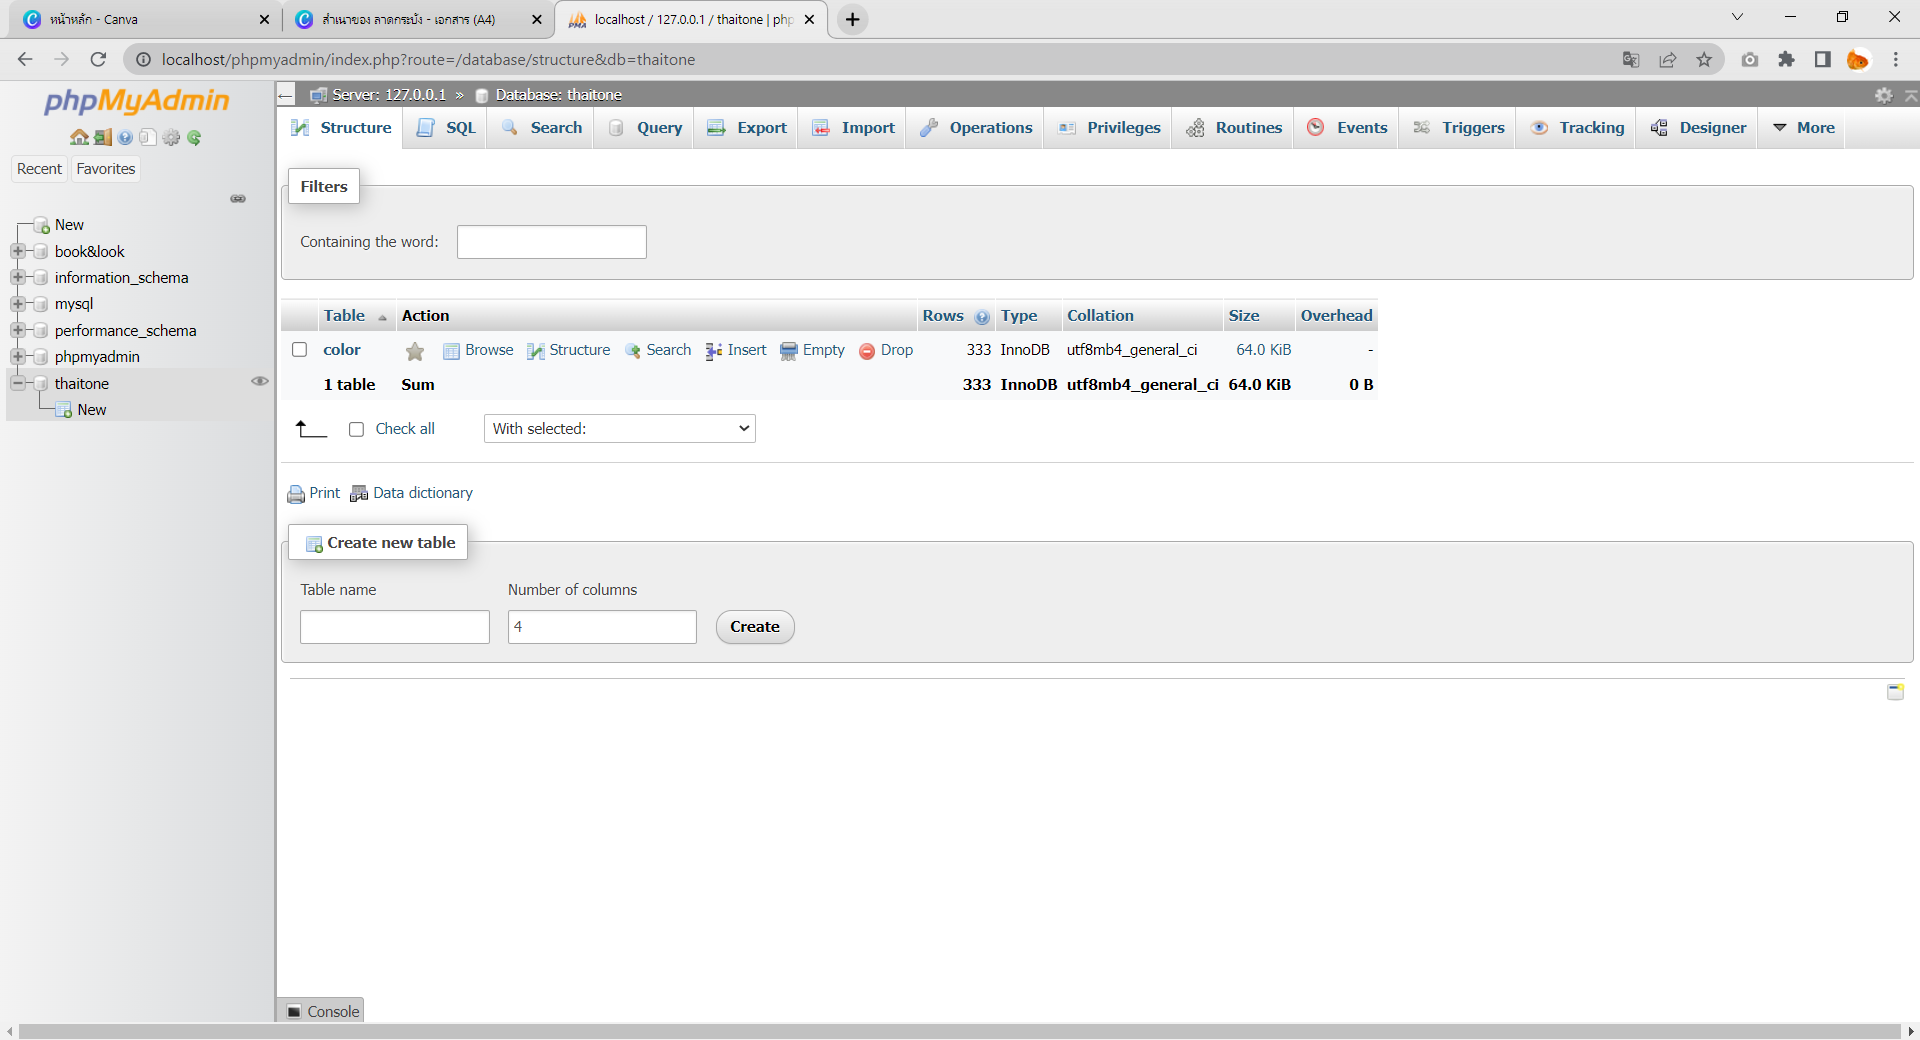 หน้าหลัก - Canva
สำเนาของ ลาดกระบัง - เอกสาร (A4)
localhost / 127.0.0.1 / thaitone | php
localhost/phpmyadmin/index.php?route=/database/structure&db=thaitone
phpMyAdmin
Recent Favorites
New
book&look
information_schema
mysql
performance_schema
phpmyadmin
thaitone
New
Server: 127.0.0.1 » Database: thaitone
Structure SQL Search Query Export Import Operations Privileges Routines Events Triggers Tracking Designer More
Filters
Containing the word:
Table Action Rows Type Collation Size Overhead
color Browse Structure Search Insert Empty Drop 333 InnoDB utf8mb4_general_ci 64.0 KiB -
1 table Sum 333 InnoDB utf8mb4_general_ci 64.0 KiB 0 B
Check all With selected:
Print Data dictionary
Create new table
Table name Number of columns
4 Create
Console